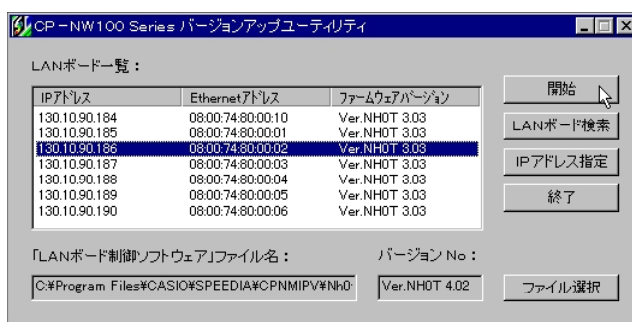 CP-NW100 Series バージョンアップユーティリティ
LANボード一覧：
IPアドレス Ethernetアドレス ファームウェアバージョン
130.10.90.184 08:00:74:80:00:10 Ver.NH0T 3.03
130.10.90.185 08:00:74:80:00:01 Ver.NH0T 3.03
130.10.90.186 08:00:74:80:00:02 Ver.NH0T 3.03
130.10.90.187 08:00:74:80:00:03 Ver.NH0T 3.03
130.10.90.188 08:00:74:80:00:04 Ver.NH0T 3.03
130.10.90.189 08:00:74:80:00:05 Ver.NH0T 3.03
130.10.90.190 08:00:74:80:00:06 Ver.NH0T 3.03
開始
LANボード検索
IPアドレス指定
終了
「LANボード制御ソフトウェア」ファイル名： バージョン No：
C:¥Program Files¥CASIO¥SPEEDIA¥CPNMIPV¥Nh0 Ver.NH0T 4.02 ファイル選択